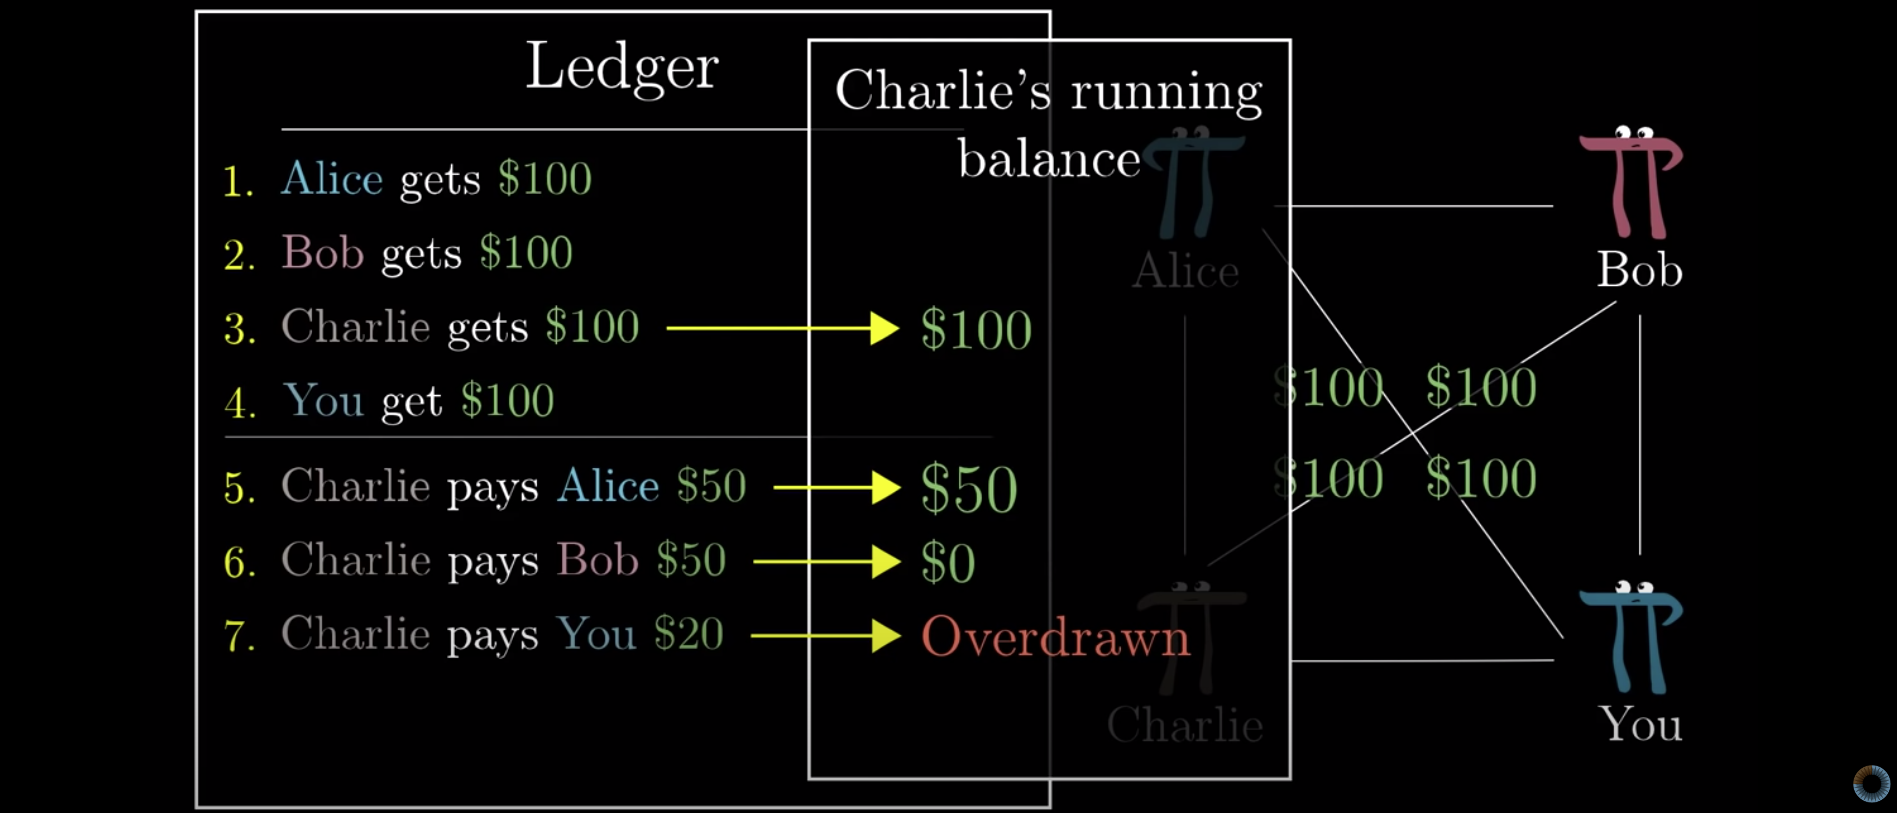 Ledger
1. Alice gets $100
2. Bob gets $100
3. Charlie gets $100
4. You get $100
5. Charlie pays Alice $50
6. Charlie pays Bob $50
7. Charlie pays You $20
Charlie's running
balance
$100
$50
$0
Overdrawn
Alice
Bob
$100 $100
$100 $100
Charlie
You